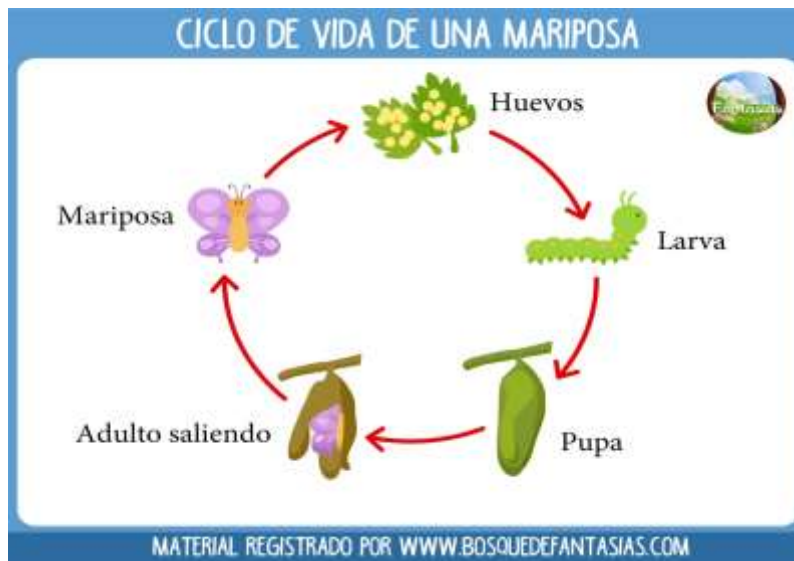 CICLO DE VIDA DE UNA MARIPOSA
Huevos
Mariposa
Larva
Adulto saliendo
Pupa
MATERIAL REGISTRADO POR WWW.BOSQUEDEFANTASIAS.COM